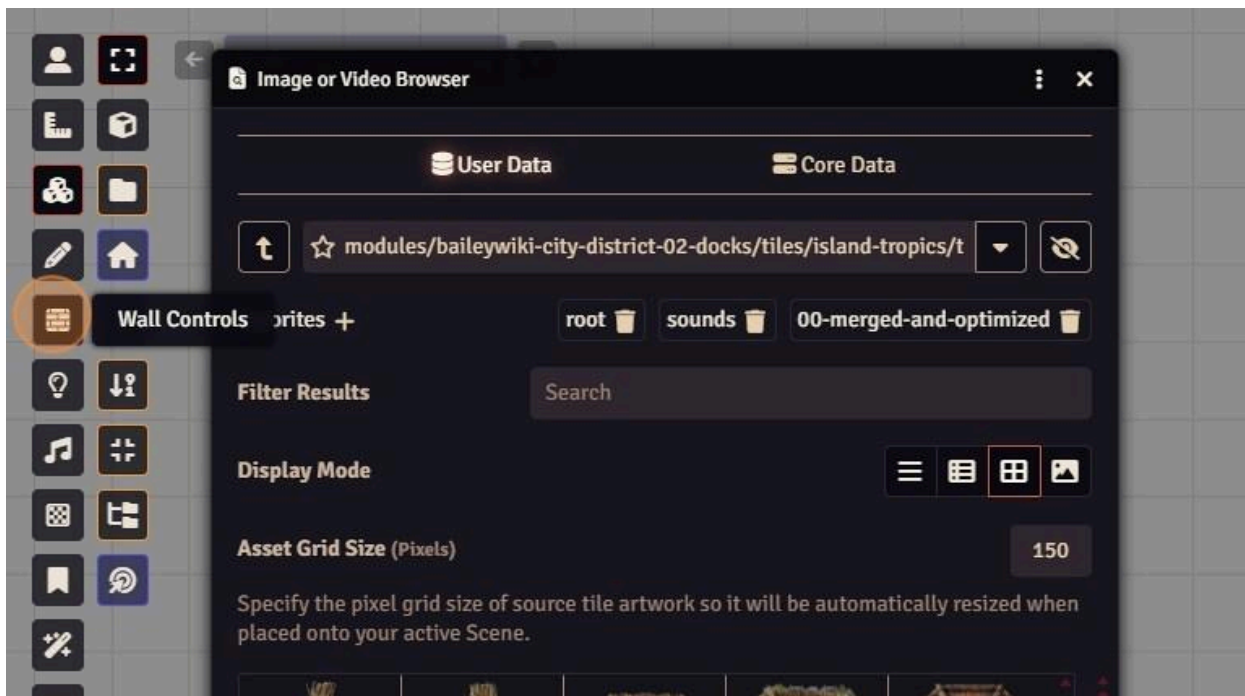 Image or Video Browser
User Data Core Data
modules/baileywiki-city-district-02-docks/tiles/island-tropics/t
Wall Controls orites + root sounds 00-merged-and-optimized
Filter Results Search
Display Mode
Asset Grid Size (Pixels) 150
Specify the pixel grid size of source tile artwork so it will be automatically resized when
placed onto your active Scene.